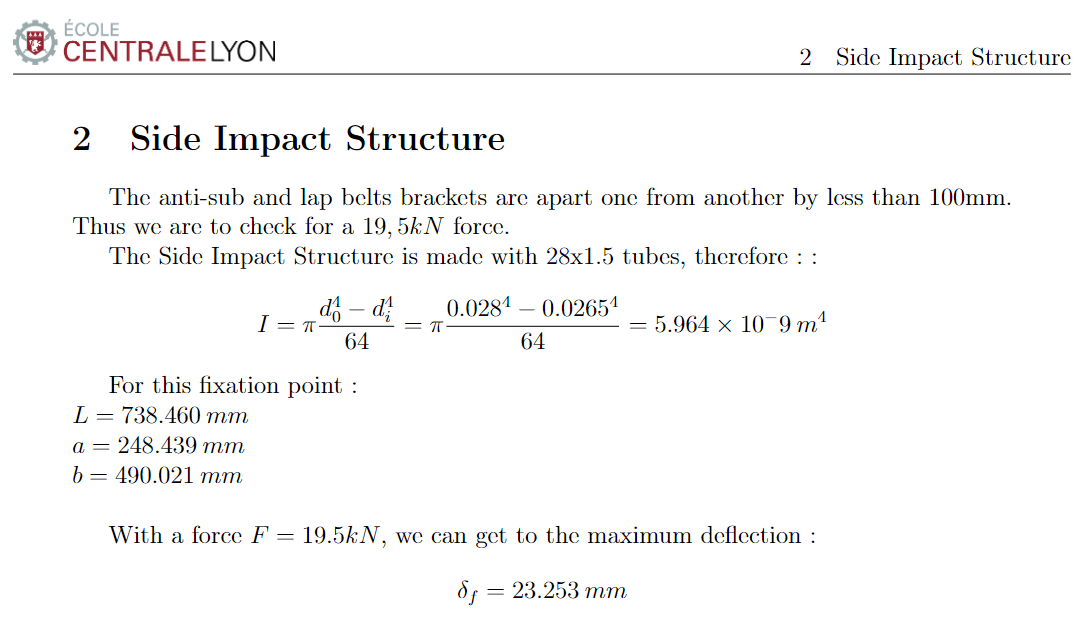 ÉCOLE
CENTRALELYON
2 Side Impact Structure
2 Side Impact Structure
The anti-sub and lap belts brackets are apart one from another by less than 100mm.
Thus we are to check for a 19, 5kN force.
The Side Impact Structure is made with 28x1.5 tubes, therefore : :
I = π\frac{d_0^4 − d_i^4}{64} = π\frac{0.028^4 − 0.0265^4}{64} = 5.964 × 10^−9 m^4
For this fixation point :
L = 738.460 mm
a = 248.439 mm
b = 490.021 mm
With a force F = 19.5kN, we can get to the maximum deflection :
δ_f = 23.253 mm